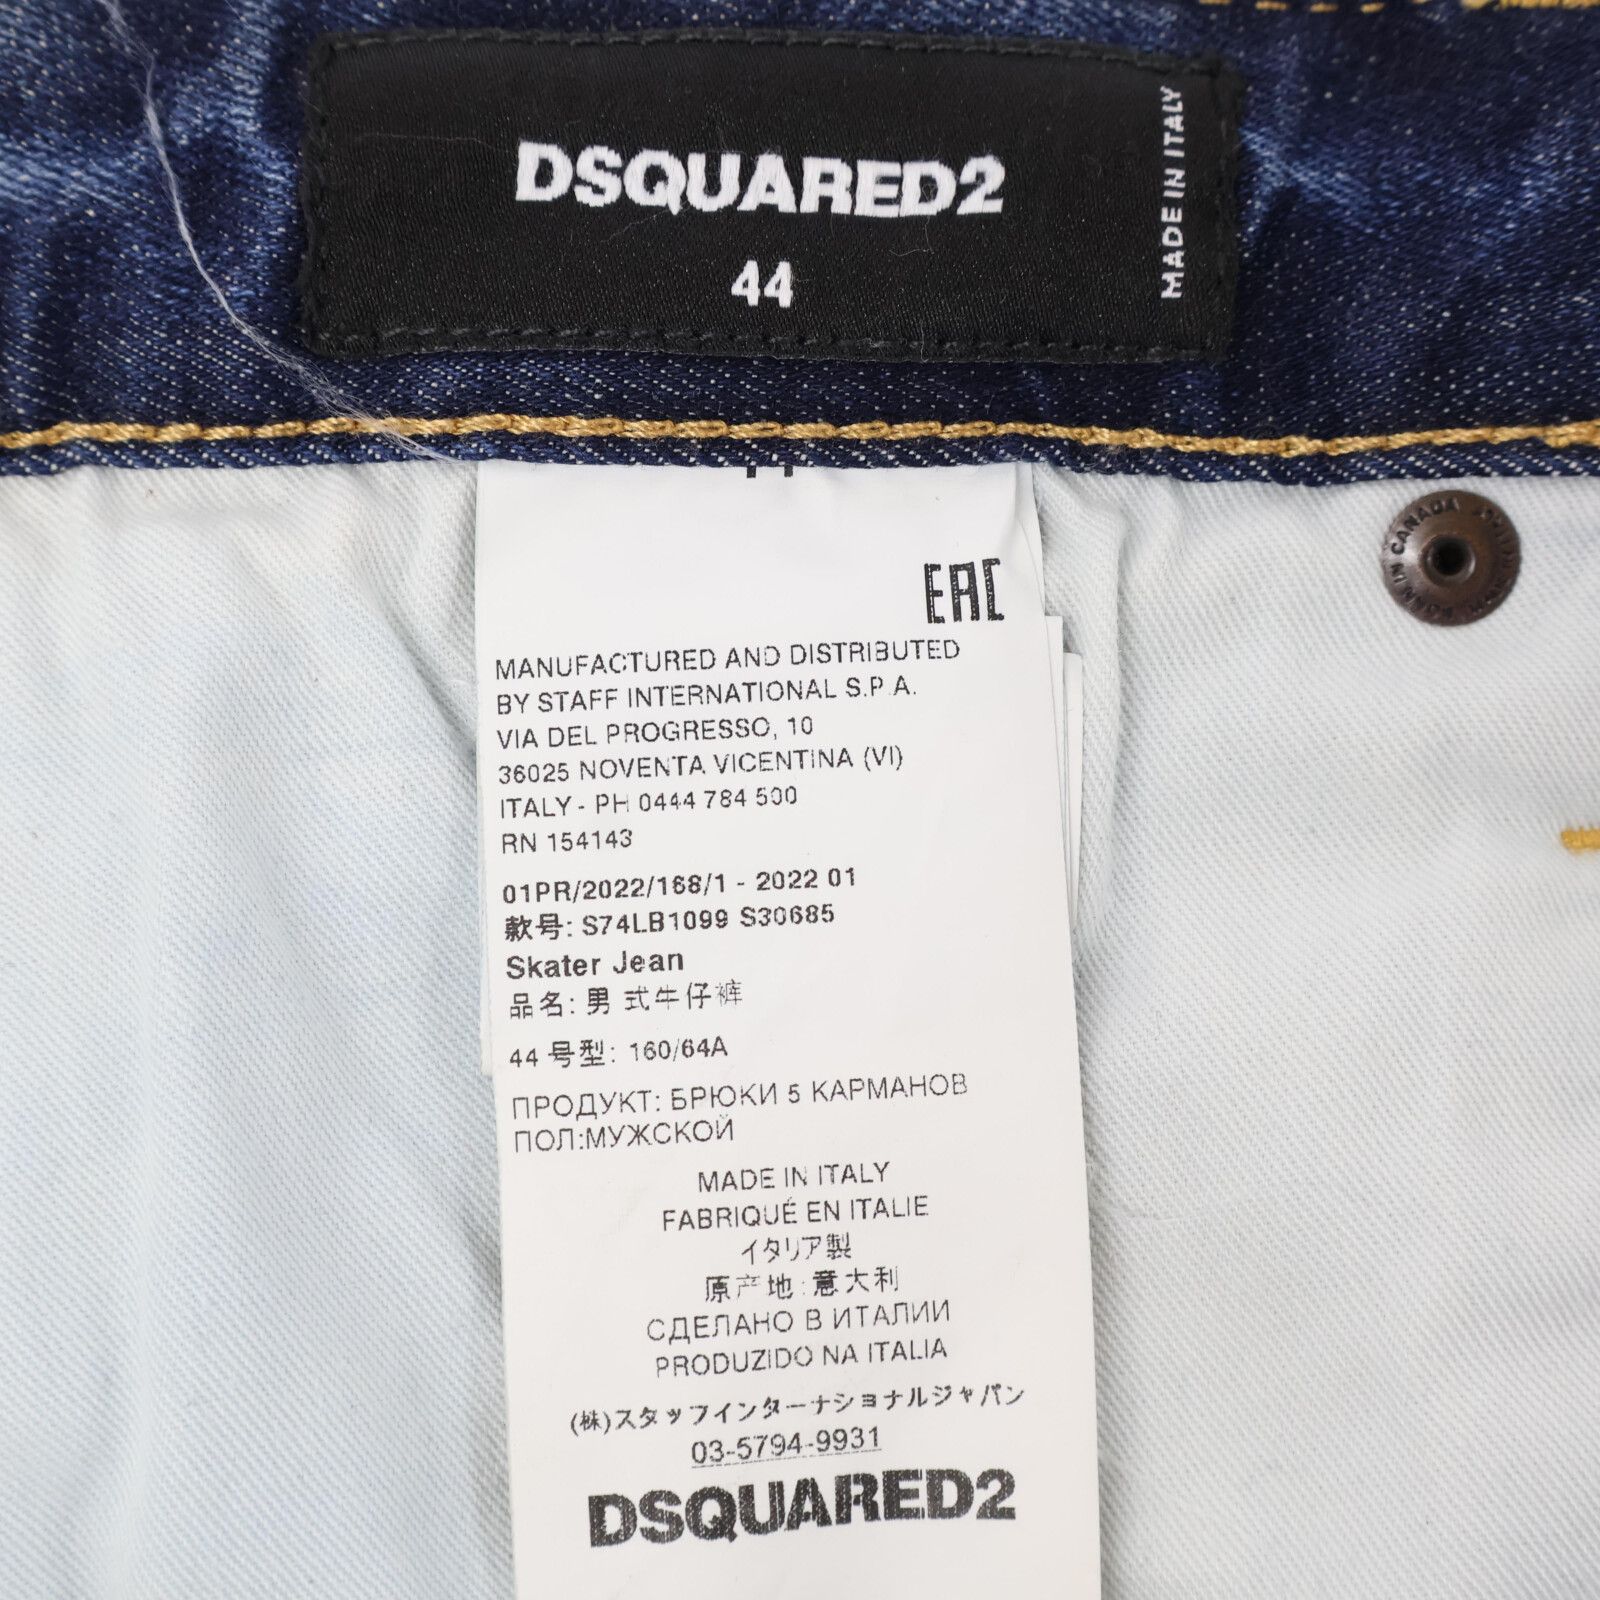 DSQUARED2
44
MADE IN ITALY
IN CANADA
EAC
MANUFACTURED AND DISTRIBUTED
BY STAFF INTERNATIONAL S.P.A.
VIA DEL PROGRESSO, 10
36025 NOVENTA VICENTINA (VI)
ITALY - PH 0444 784 500
RN 154143
01PR/2022/168/1 - 2022 01
款号: S74LB1099 S30685
Skater Jean
品名: 男 式牛仔裤
44 号型: 160/64A
ПРОДУКТ: БРЮКИ 5 КАРМАНОВ
ПОЛ:МУЖСКОЙ
MADE IN ITALY
FABRIQUÉ EN ITALIE
イタリア製
原产地:意大利
СДЕЛАНО В ИТАЛИИ
PRODUZIDO NA ITALIA
(株)スタッフインターナショナルジャパン
03-5794-9931
DSQUARED2